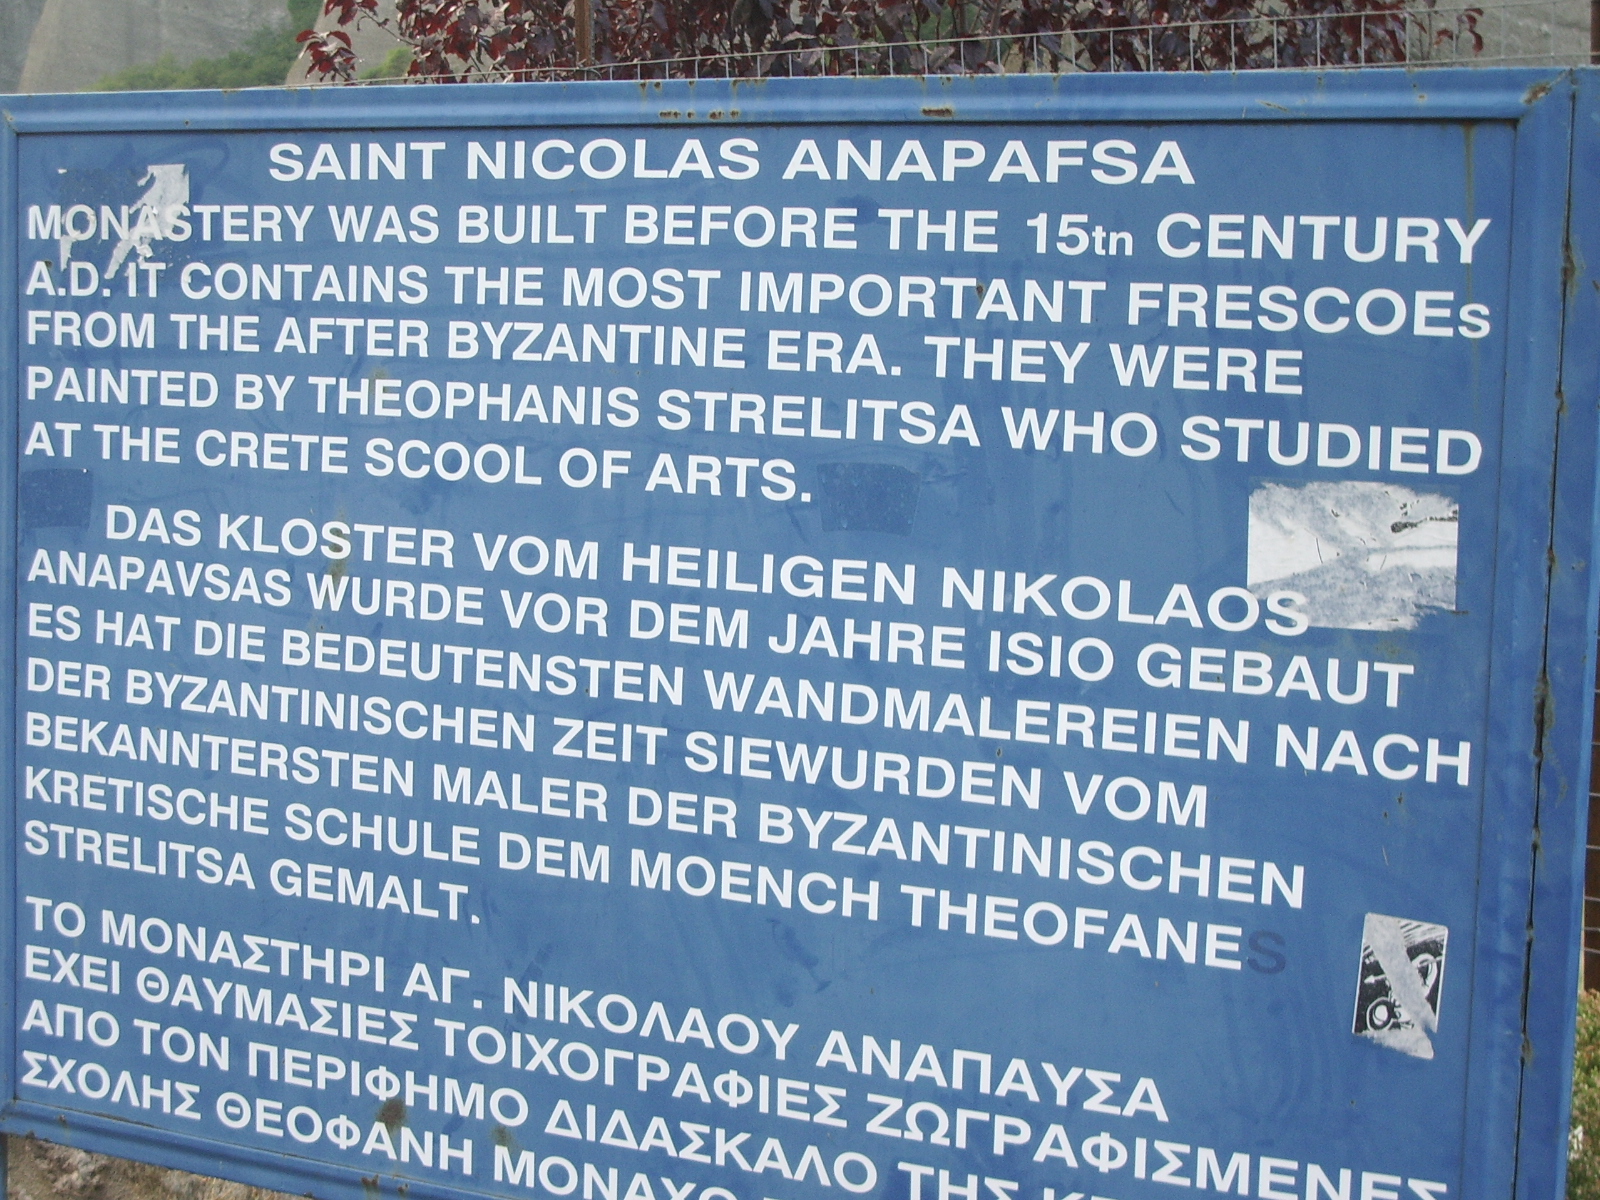 SAINT NICOLAS ANAPAFSA
MONASTERY WAS BUILT BEFORE THE 15tn CENTURY
A.D. IT CONTAINS THE MOST IMPORTANT FRESCOEs
FROM THE AFTER BYZANTINE ERA. THEY WERE
PAINTED BY THEOPHANIS STRELITSA WHO STUDIED
AT THE CRETE SCOOL OF ARTS.
DAS KLOSTER VOM HEILIGEN NIKOLAOS
ANAPAVSAS WURDE VOR DEM JAHRE ISIO GEBAUT
ES HAT DIE BEDEUTENSTEN WANDMALEREIEN NACH
DER BYZANTINISCHEN ZEIT SIEWURDEN VOM
BEKANNTERSTEN MALER DER BYZANTINISCHEN
KRETISCHE SCHULE DEM MOENCH THEOFANES
STRELITSA GEMALT.
ΤΟ ΜΟΝΑΣΤΗΡΙ ΑΓ. ΝΙΚΟΛΑΟΥ ΑΝΑΠΑΥΣΑ
ΕΧΕΙ ΘΑΥΜΑΣΙΕΣ ΤΟΙΧΟΓΡΑΦΙΕΣ ΖΩΓΡΑΦΙΣΜΕΝΕΣ
ΑΠΟ ΤΟΝ ΠΕΡΙΦΗΜΟ ΔΙΔΑΣΚΑΛΟ ΤΗΣ
ΣΧΟΛΗΣ ΘΕΟΦΑΝΗ ΜΟΝΑΧΟ